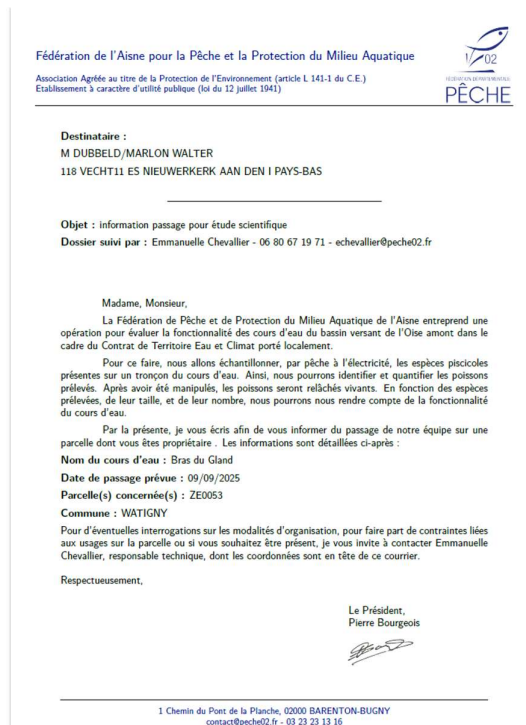 Fédération de l'Aisne pour la Pêche et la Protection du Milieu Aquatique
Association Agréée au titre de la Protection de l'Environnement (article L 141-1 du C.E.)
Etablissement à caractère d'utilité publique (loi du 12 juillet 1941)
02
FÉDÉRATION DÉPARTEMENTALE
PÊCHE
Destinataire :
M DUBBELD/MARLON WALTER
118 VECHT11 ES NIEUWERKERK AAN DEN I PAYS-BAS
Objet : information passage pour étude scientifique
Dossier suivi par : Emmanuelle Chevallier - 06 80 67 19 71 - echevallier@peche02.fr
Madame, Monsieur,
La Fédération de Pêche et de Protection du Milieu Aquatique de l'Aisne entreprend une
opération pour évaluer la fonctionnalité des cours d'eau du bassin versant de l'Oise amont dans le
cadre du Contrat de Territoire Eau et Climat porté localement.
Pour ce faire, nous allons échantillonner, par pêche à l'électricité, les espèces piscicoles
présentes sur un tronçon du cours d'eau. Ainsi, nous pourrons identifier et quantifier les poissons
prélevés. Après avoir été manipulés, les poissons seront relâchés vivants. En fonction des espèces
prélevées, de leur taille, et de leur nombre, nous pourrons nous rendre compte de la fonctionnalité
du cours d'eau.
Par la présente, je vous écris afin de vous informer du passage de notre équipe sur une
parcelle dont vous êtes propriétaire . Les informations sont détaillées ci-après :
Nom du cours d'eau : Bras du Gland
Date de passage prévue : 09/09/2025
Parcelle(s) concernée(s) : ZE0053
Commune : WATIGNY
Pour d'éventuelles interrogations sur les modalités d'organisation, pour faire part de contraintes liées
aux usages sur la parcelle ou si vous souhaitez être présent, je vous invite à contacter Emmanuelle
Chevallier, responsable technique, dont les coordonnées sont en tête de ce courrier.
Respectueusement,
Le Président,
Pierre Bourgeois
1 Chemin du Pont de la Planche, 02000 BARENTON-BUGNY
contact@peche02.fr - 03 23 23 13 16